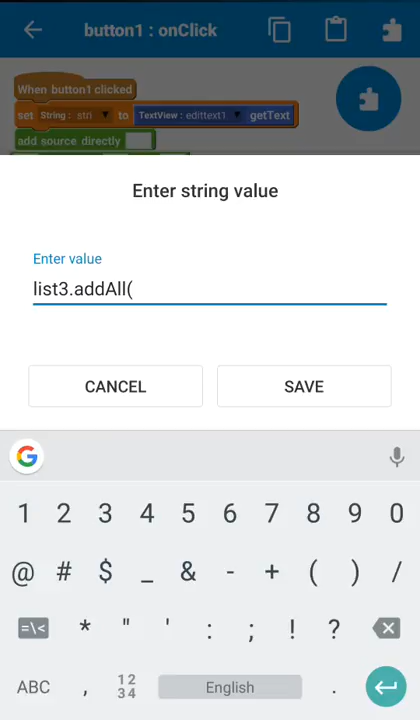 button1 : onClick
When button1 clicked
set String : stri to TextView : edittext1 getText
add source directly
Enter string value
Enter value
list3.addAll(
CANCEL SAVE
G
1 2 3 4 5 6 7 8 9 0
@ # $ _ & - + ( ) /
=\< * " ' : ; ! ?
ABC , 12 34 English .